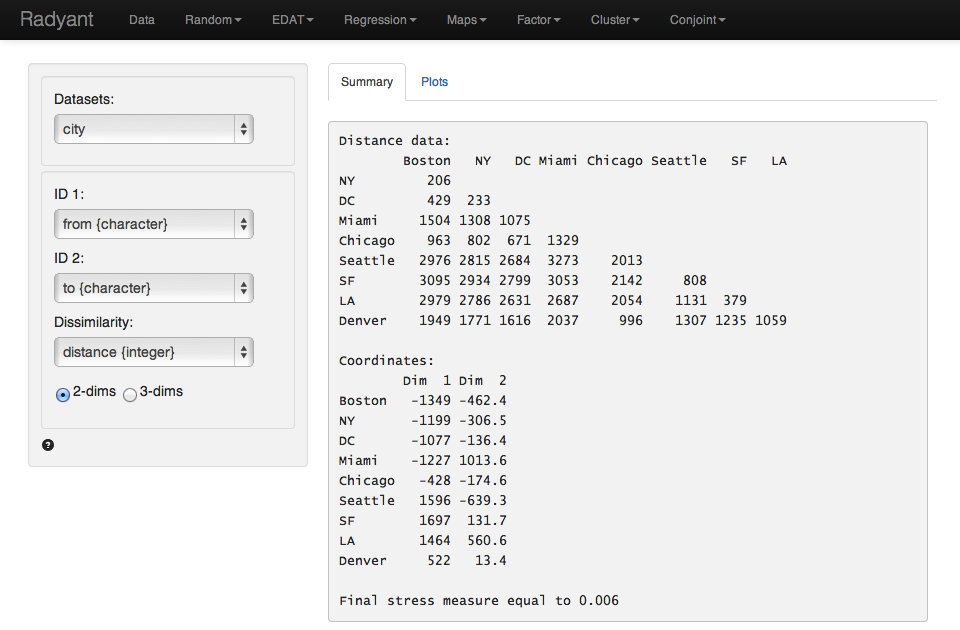 Radyant Data Random EDAT Regression Maps Factor Cluster Conjoint
Datasets:
city
ID 1:
from {character}
ID 2:
to {character}
Dissimilarity:
distance {integer}
2-dims 3-dims
?
Summary Plots
Distance data:
        Boston   NY   DC Miami Chicago Seattle   SF   LA
NY         206
DC         429  233
Miami     1504 1308 1075
Chicago    963  802  671  1329
Seattle   2976 2815 2684  3273    2013
SF        3095 2934 2799  3053    2142     808
LA        2979 2786 2631  2687    2054    1131  379
Denver    1949 1771 1616  2037     996    1307 1235 1059
Coordinates:
        Dim  1 Dim  2
Boston   -1349 -462.4
NY       -1199 -306.5
DC       -1077 -136.4
Miami    -1227 1013.6
Chicago   -428 -174.6
Seattle   1596 -639.3
SF        1697  131.7
LA        1464  560.6
Denver     522   13.4
Final stress measure equal to 0.006